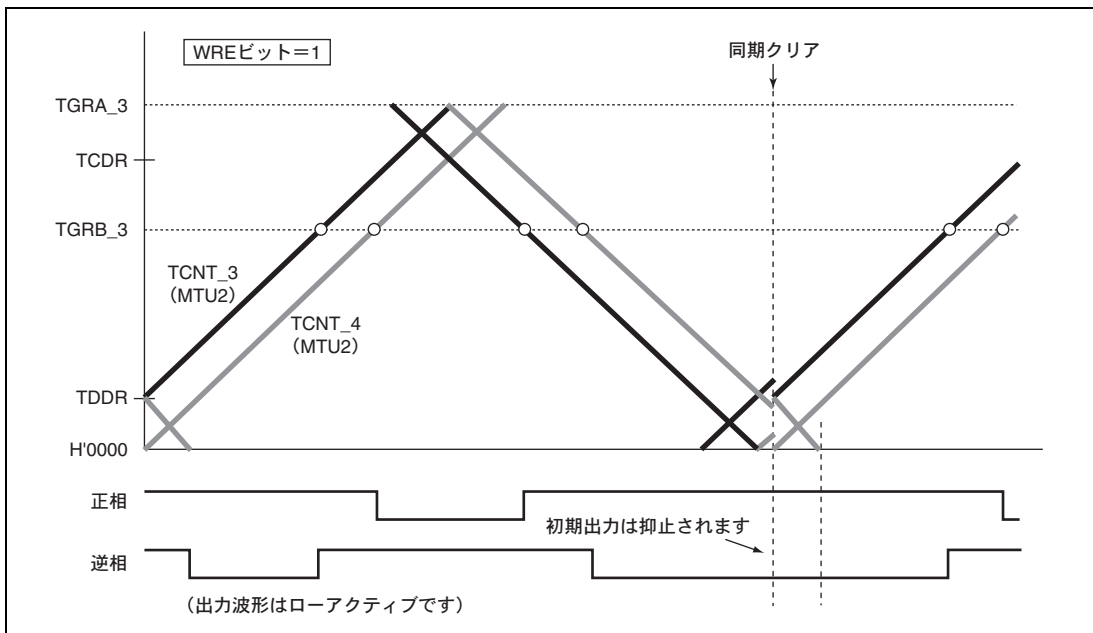 WREビット＝1
同期クリア
TGRA_3
TCDR
TGRB_3
TCNT_3
（MTU2）
TCNT_4
（MTU2）
TDDR
H'0000
正相
初期出力は抑止されます
逆相
（出力波形はローアクティブです）